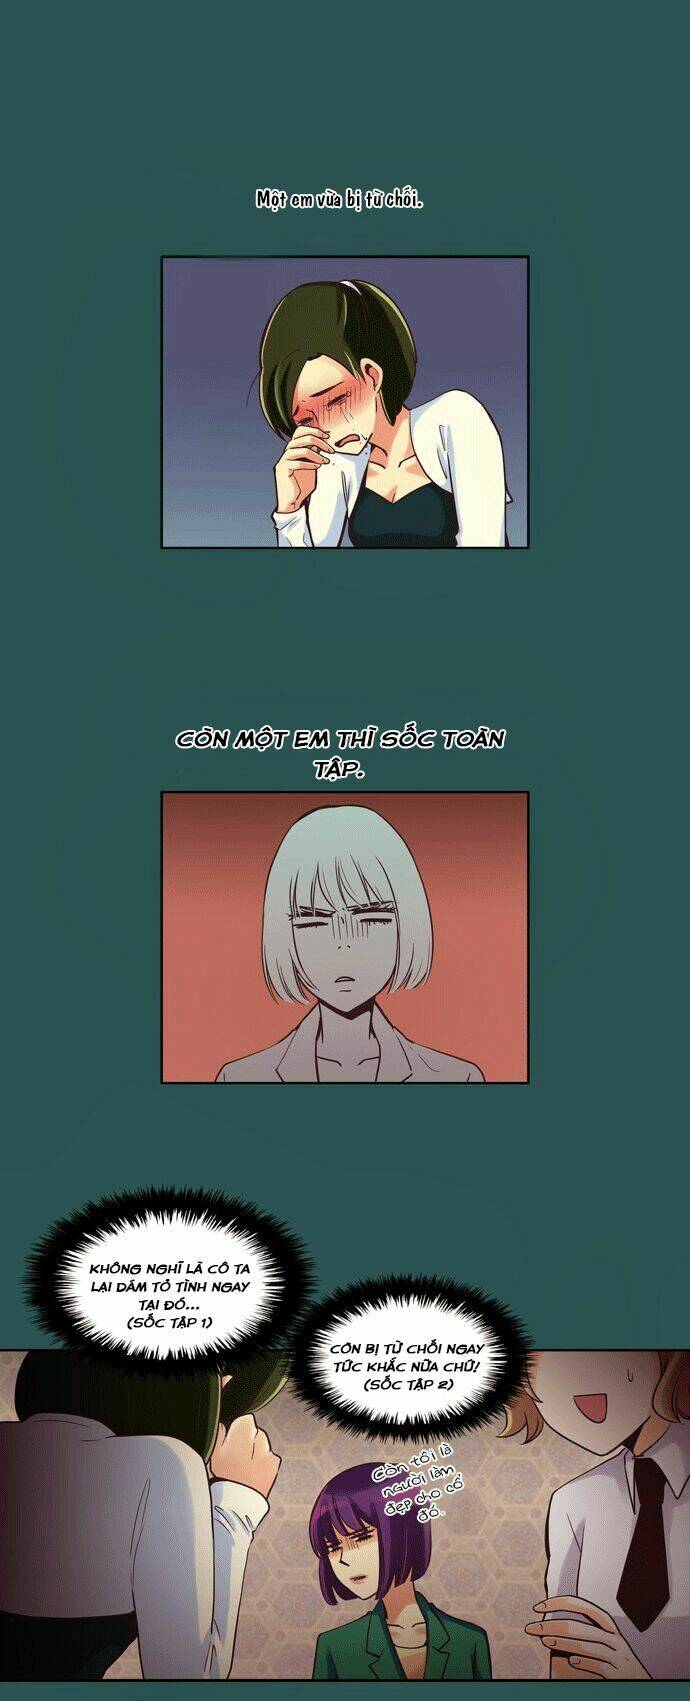 Một em vừa bị từ chối.
CÒN MỘT EM THÌ SỐC TOÀN
TẬP.
KHÔNG NGHĨ LÀ CÔ TA
LẠI DÁM TỎ TÌNH NGAY
TẠI ĐÓ...
(SỐC TẬP 1)
CÒN BỊ TỪ CHỐI NGAY
TỨC KHẮC NỮA CHỨ!
(SỐC TẬP 2)
Còn tôi là
người làm
đẹp cho cổ
đó.